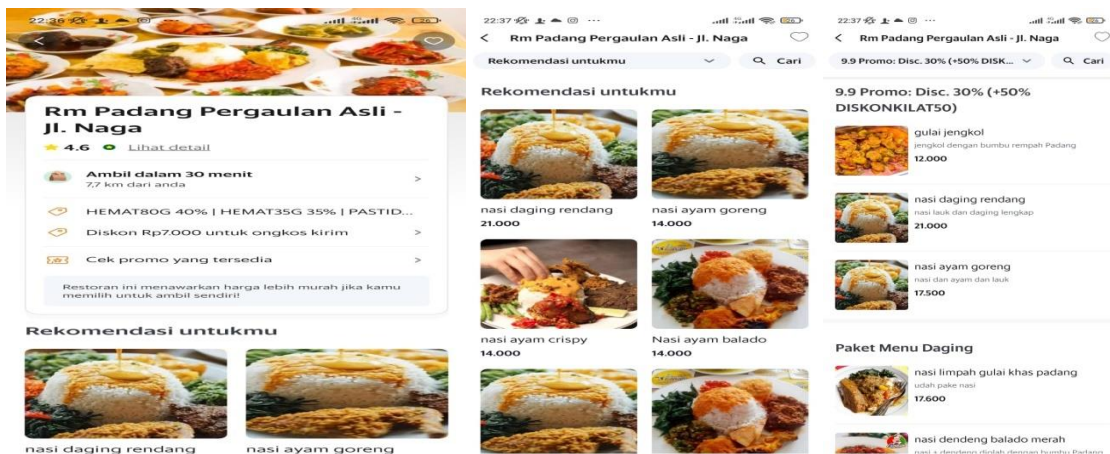 22:36
26
Rm Padang Pergaulan Asli -
Jl. Naga
4.6 Lihat detail
Ambil dalam 30 menit
7,7 km dari anda
HEMAT80G 40% | HEMAT35G 35% | PASTID...
Diskon Rp7.000 untuk ongkos kirim
Cek promo yang tersedia
Restoran ini menawarkan harga lebih murah jika kamu
memilih untuk ambil sendiri!
Rekomendasi untukmu
nasi daging rendang
nasi ayam goreng
22:37
Rm Padang Pergaulan Asli - Jl. Naga
Rekomendasi untukmu
Cari
Rekomendasi untukmu
nasi daging rendang
21.000
nasi ayam goreng
14.000
nasi ayam crispy
14.000
Nasi ayam balado
14.000
22:37
Rm Padang Pergaulan Asli - Jl. Naga
9.9 Promo: Disc. 30% (+50% DISK...
Cari
9.9 Promo: Disc. 30% (+50%
DISKONKILAT50)
gulai jengkol
jengkol dengan bumbu rempah Padang
12.000
nasi daging rendang
nasi lauk dan daging lengkap
21.000
nasi ayam goreng
nasi dan ayam dan lauk
17.500
Paket Menu Daging
nasi limpah gulai khas padang
udah pake nasi
17.600
nasi dendeng balado merah
nasi + dendeng diolah dengan bumbu Padang